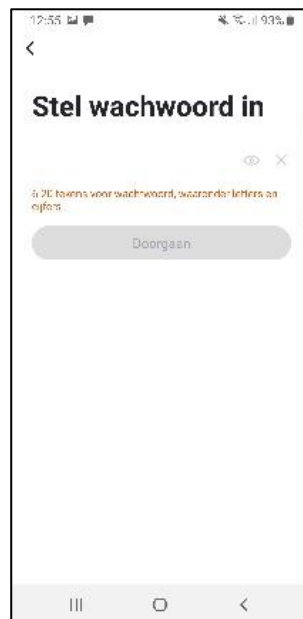 12:55 93%
Stel wachwoord in
6-20 tekens voor wachtwoord, waaronder letters en
cijfers
Doorgaan